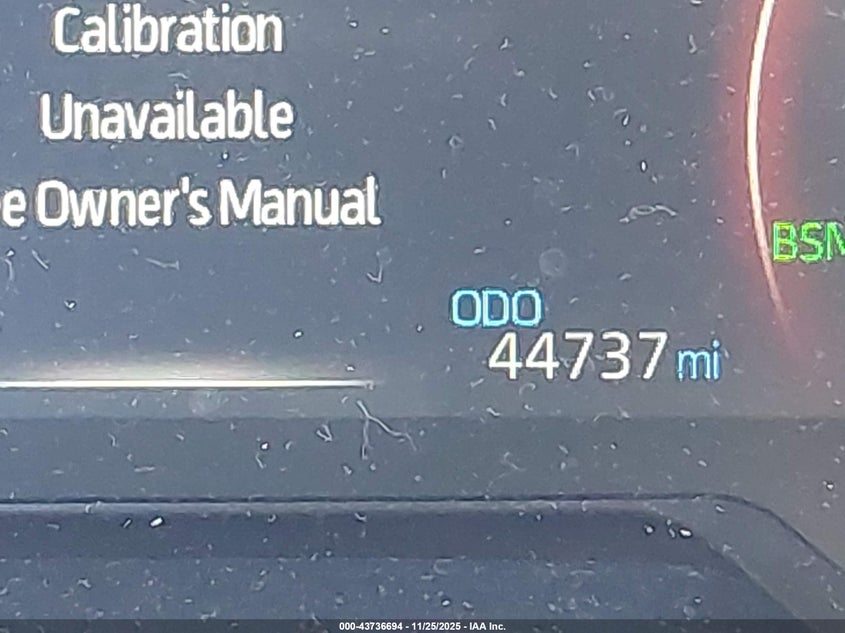 Calibration
Unavailable
e Owner's Manual
BSM
ODO
44737 mi
000-43736694 - 11/25/2025 - IAA Inc.